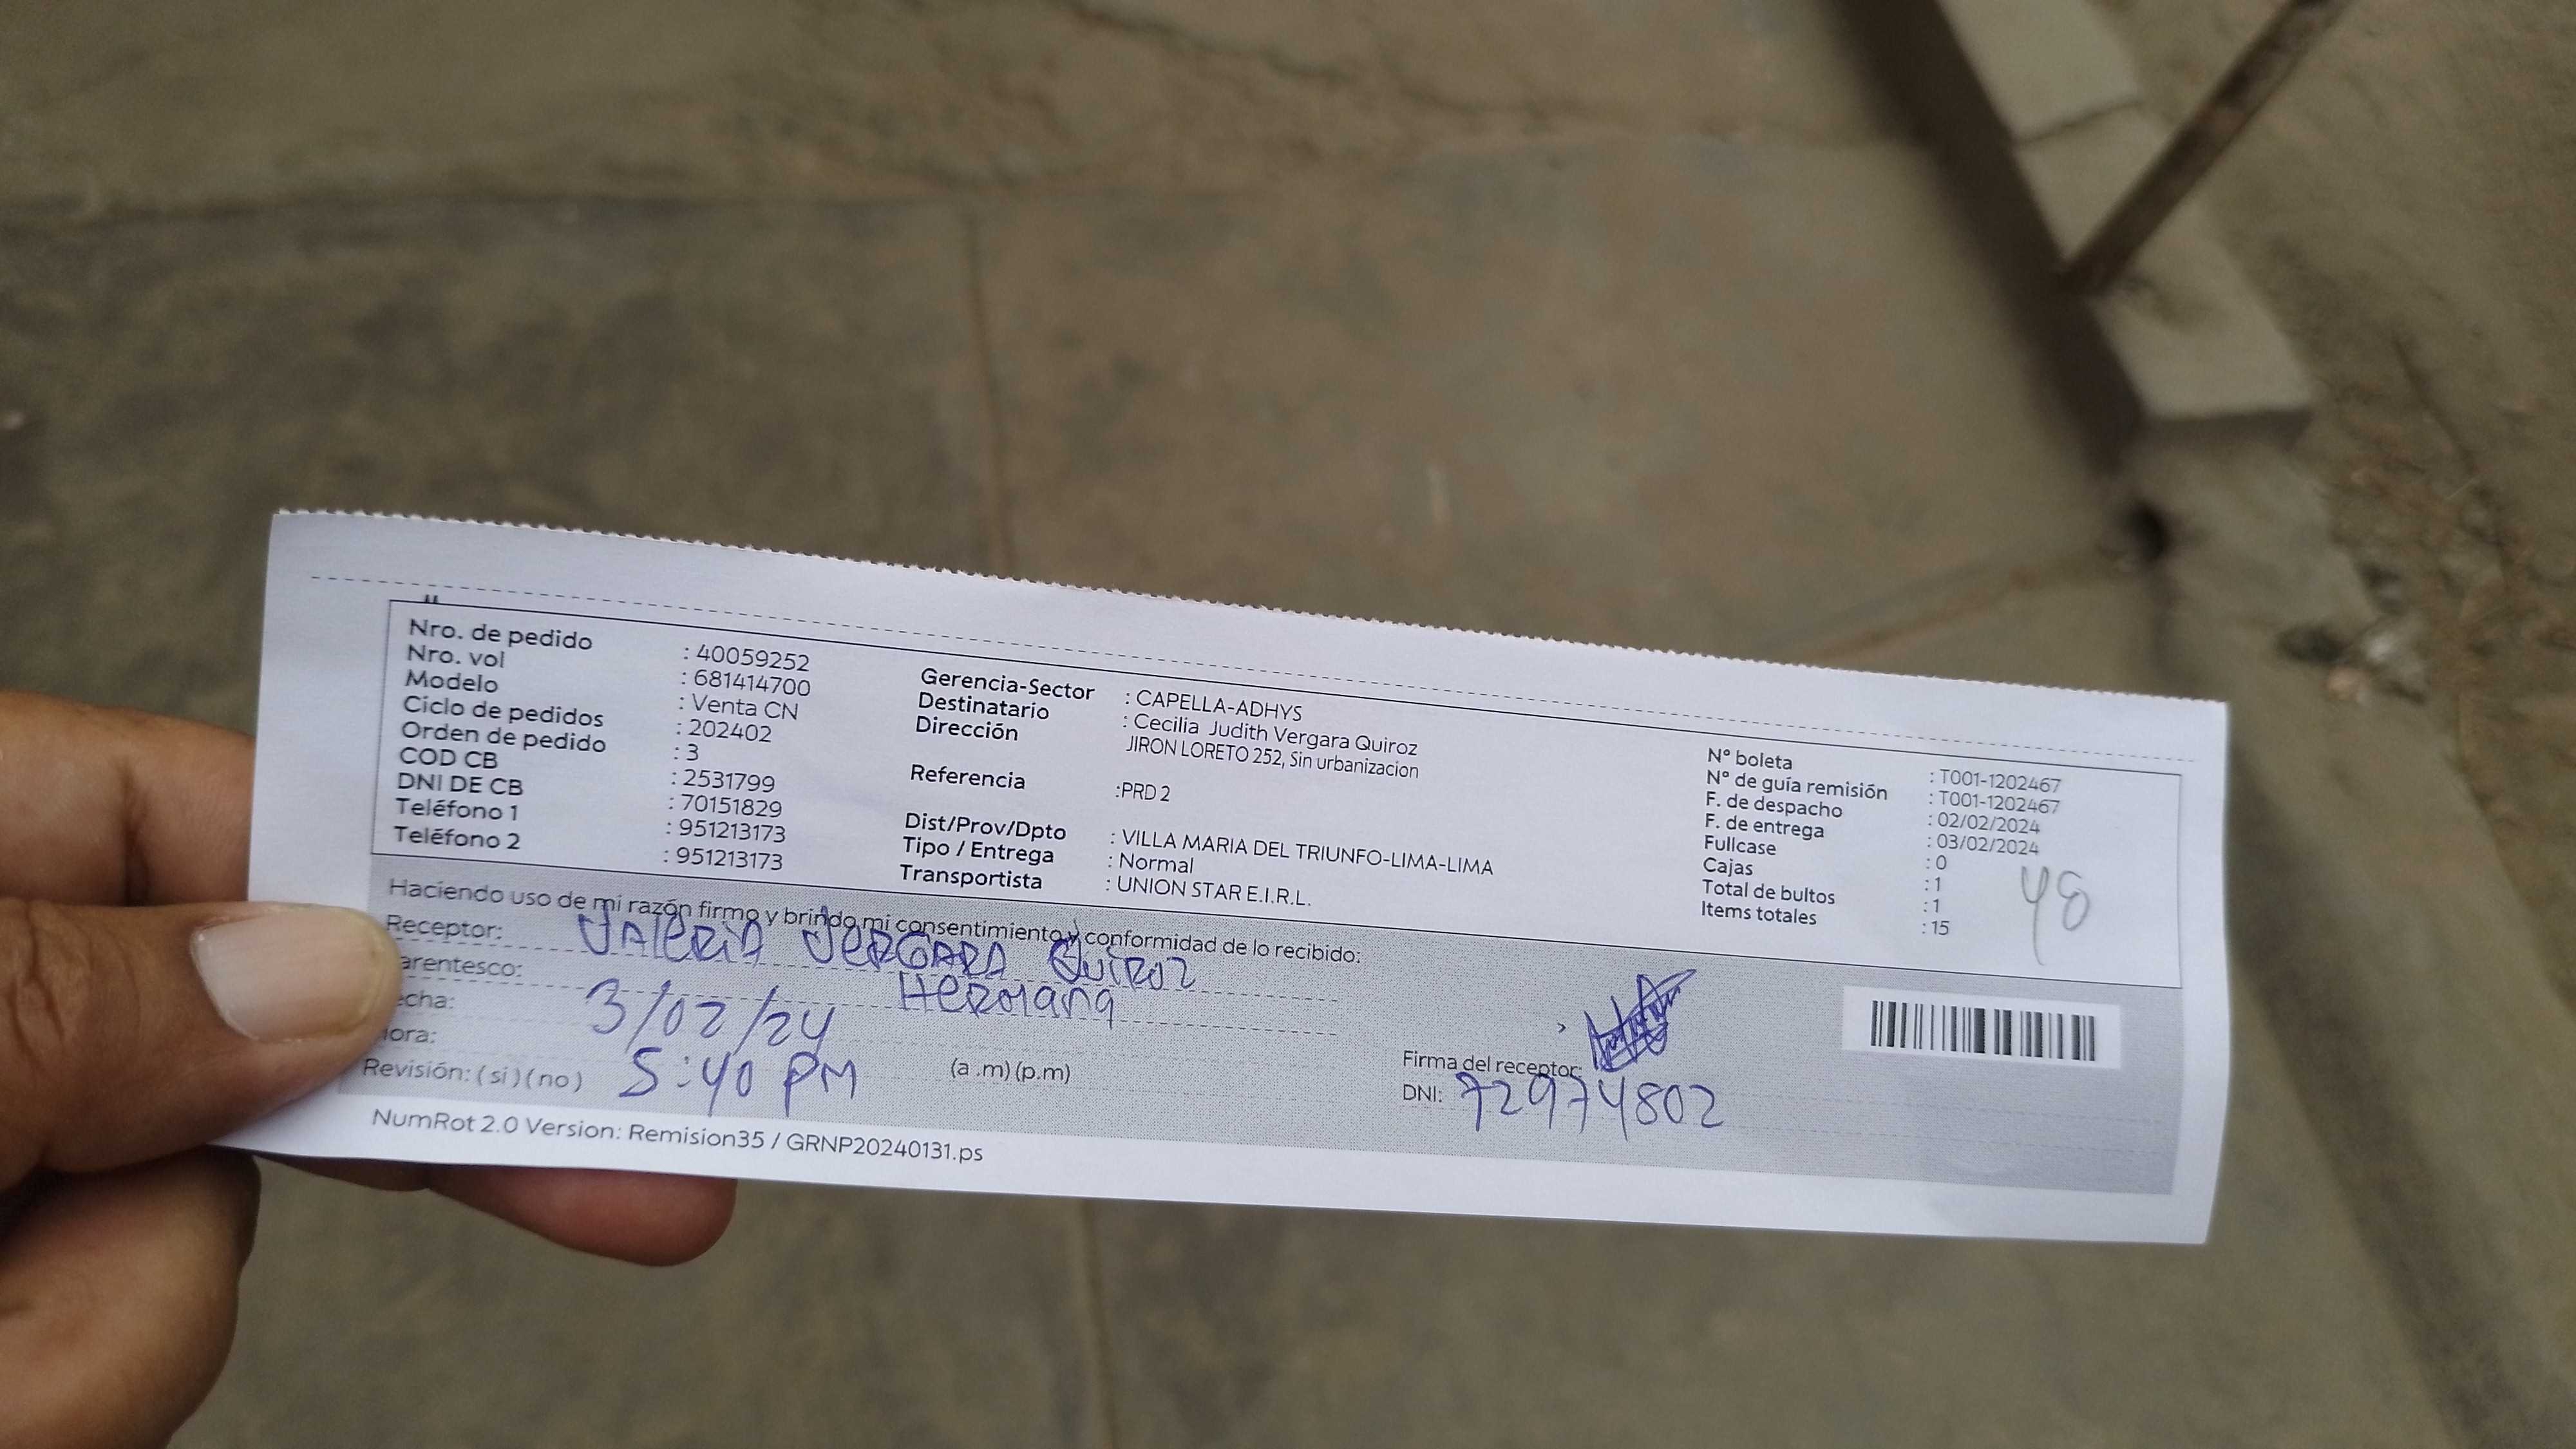 Nro. de pedido : 40059252
Nro. vol : 681414700
Modelo : Venta CN
Ciclo de pedidos : 202402
Orden de pedido : 3
COD CB : 2531799
DNI DE CB : 70151829
Teléfono 1 : 951213173
Teléfono 2 : 951213173
Gerencia-Sector : CAPELLA-ADHYS
Destinatario : Cecilia Judith Vergara Quiroz
Dirección JIRON LORETO 252, Sin urbanizacion
Referencia :PRD 2
Dist/Prov/Dpto : VILLA MARIA DEL TRIUNFO-LIMA-LIMA
Tipo / Entrega : Normal
Transportista : UNION STAR E.I.R.L.
N° boleta : T001-1202467
N° de guía remisión : T001-1202467
F. de despacho : 02/02/2024
F. de entrega : 03/02/2024
Fullcase : 0
Cajas : 1
Total de bultos : 1
Items totales : 15
48
Haciendo uso de mi razón firmo y brindo mi consentimiento y conformidad de lo recibido:
Receptor: Valeria Vergara Quiroz
arentesco: Hermana
echa: 3/02/24
ora: 5:40 PM (a .m) (p.m)
Revisión: ( si ) ( no )
Firma del receptor:
DNI: 72974802
NumRot 2.0 Version: Remision35 / GRNP20240131.ps